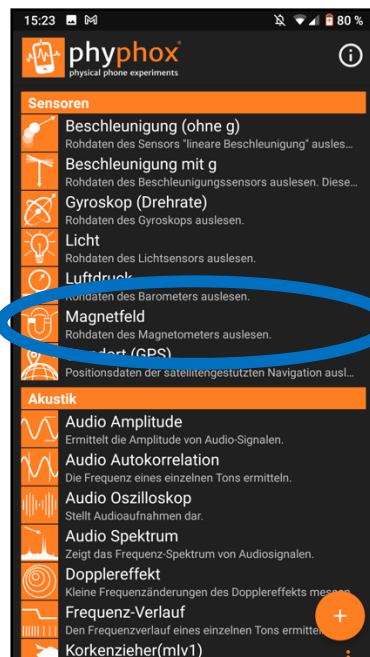 15:23 80 %
phyphox
physical phone experiments
Sensoren
Beschleunigung (ohne g)
Rohdaten des Sensors "lineare Beschleunigung" ausles...
Beschleunigung mit g
Rohdaten des Beschleunigungssensors auslesen. Diese...
Gyroskop (Drehrate)
Rohdaten des Gyroskops auslesen.
Licht
Rohdaten des Lichtsensors auslesen.
Luftdruck
Rohdaten des Barometers auslesen.
Magnetfeld
Rohdaten des Magnetometers auslesen.
Standort (GPS)
Positionsdaten der satellitengestützten Navigation ausl...
Akustik
Audio Amplitude
Ermittelt die Amplitude von Audio-Signalen.
Audio Autokorrelation
Die Frequenz eines einzelnen Tons ermitteln.
Audio Oszilloskop
Stellt Audioaufnahmen dar.
Audio Spektrum
Zeigt das Frequenz-Spektrum von Audiosignalen.
Dopplereffekt
Kleine Frequenzänderungen des Dopplereffekts messen.
Frequenz-Verlauf
Den Frequenzverlauf eines einzelnen Tons ermitteln
Korkenzieher(mlv1)